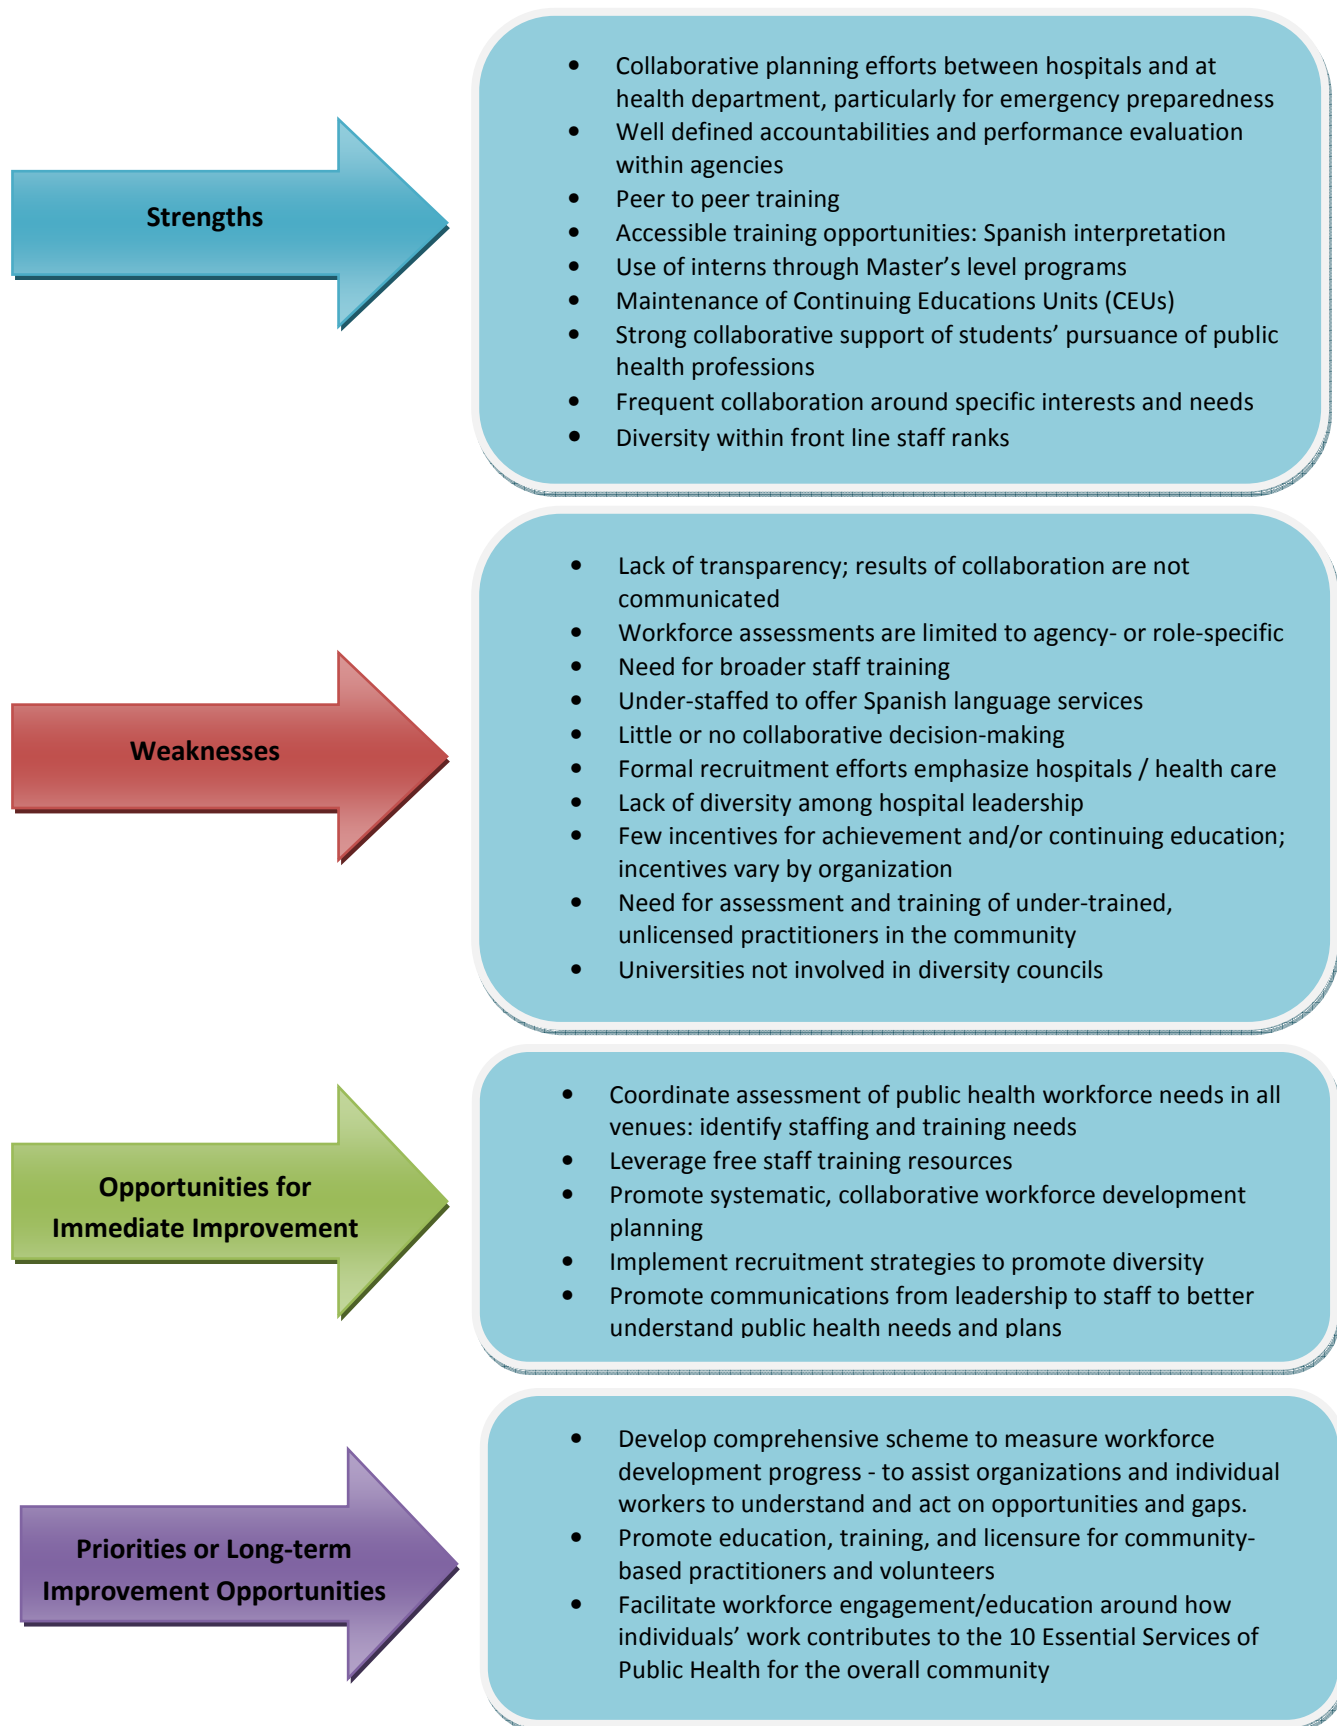 Strengths
• Collaborative planning efforts between hospitals and at
health department, particularly for emergency preparedness
• Well defined accountabilities and performance evaluation
within agencies
• Peer to peer training
• Accessible training opportunities: Spanish interpretation
• Use of interns through Master’s level programs
• Maintenance of Continuing Educations Units (CEUs)
• Strong collaborative support of students’ pursuance of public
health professions
• Frequent collaboration around specific interests and needs
• Diversity within front line staff ranks
Weaknesses
• Lack of transparency; results of collaboration are not
communicated
• Workforce assessments are limited to agency- or role-specific
• Need for broader staff training
• Under-staffed to offer Spanish language services
• Little or no collaborative decision-making
• Formal recruitment efforts emphasize hospitals / health care
• Lack of diversity among hospital leadership
• Few incentives for achievement and/or continuing education;
incentives vary by organization
• Need for assessment and training of under-trained,
unlicensed practitioners in the community
• Universities not involved in diversity councils
Opportunities for
Immediate Improvement
• Coordinate assessment of public health workforce needs in all
venues: identify staffing and training needs
• Leverage free staff training resources
• Promote systematic, collaborative workforce development
planning
• Implement recruitment strategies to promote diversity
• Promote communications from leadership to staff to better
understand public health needs and plans
Priorities or Long-term
Improvement Opportunities
• Develop comprehensive scheme to measure workforce
development progress - to assist organizations and individual
workers to understand and act on opportunities and gaps.
• Promote education, training, and licensure for community-
based practitioners and volunteers
• Facilitate workforce engagement/education around how
individuals’ work contributes to the 10 Essential Services of
Public Health for the overall community